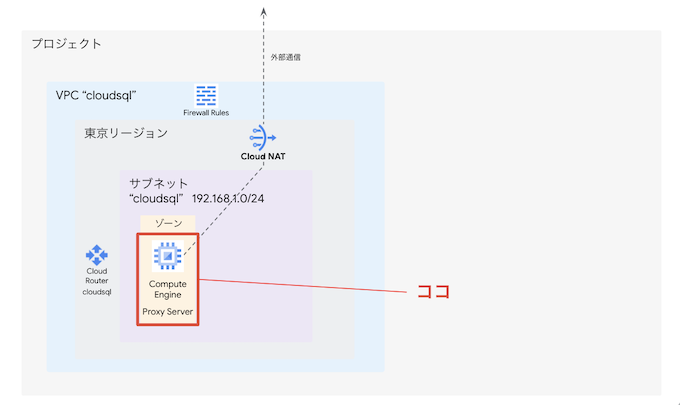 プロジェクト
外部通信
VPC “cloudsql”
Firewall Rules
東京リージョン
Cloud NAT
サブネット
“cloudsql”   192.168.1.0/24
ゾーン
Cloud
Router
cloudsql
Compute
Engine
Proxy Server
ココ